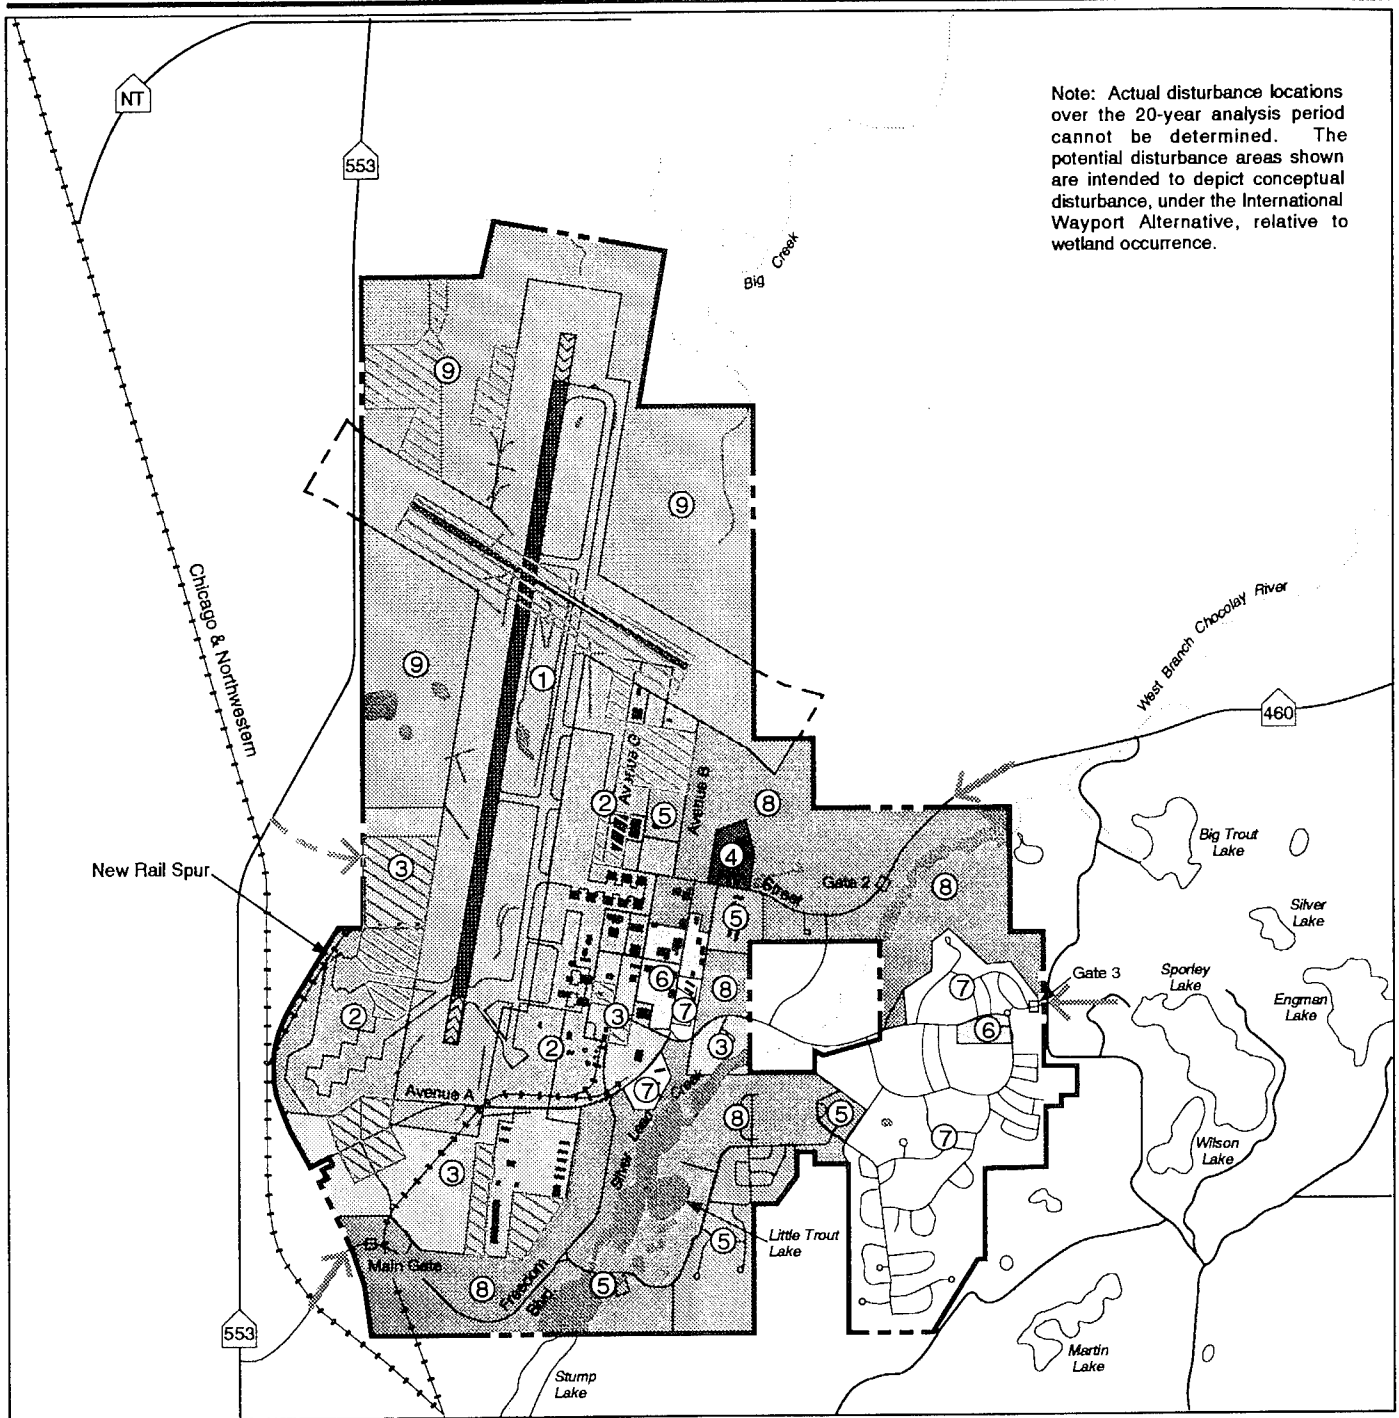 Note: Actual disturbance locations
over the 20-year analysis period
cannot be determined. The
potential disturbance areas shown
are intended to depict conceptual
disturbance, under the International
Wayport Alternative, relative to
wetland occurrence.
NT
553
Big Creek
9
9
Chicago & Northwestern
West Branch Chocolay River
9
1
460
Avenue C
Avenue B
2
5
8
Big Trout
Lake
4
New Rail Spur
3
Street
Gate 2
8
5
Silver
Lake
6
8
7
Gate 3
Sporley
Lake
Engman
Lake
2
3
7
6
2
3
Avenue A
7
Silver Lead Creek
8
5
7
Wilson
Lake
3
Little Trout
Lake
5
Main Gate
8
Freedom
Blvd.
5
553
Martin
Lake
Stump
Lake